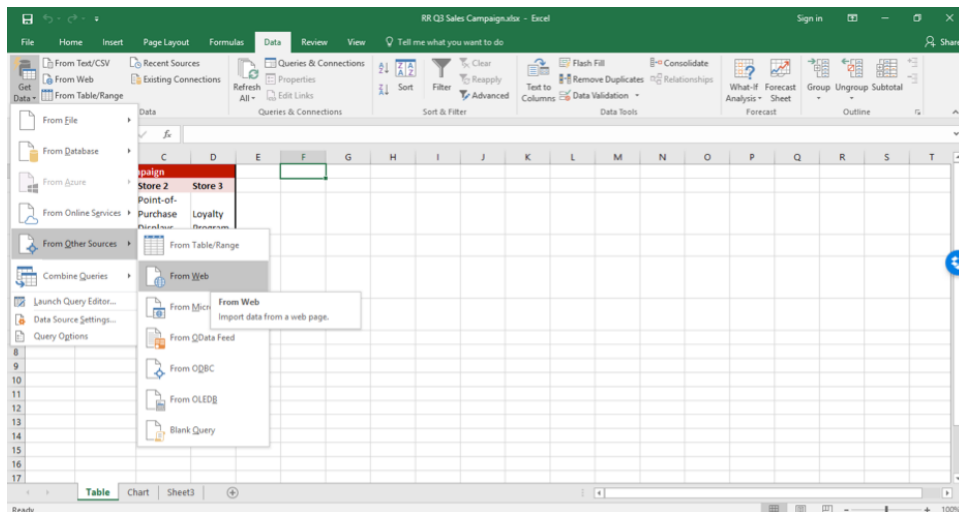 RR Q3 Sales Campaign.xlsx - Excel
Sign in
File Home Insert Page Layout Formulas Data Review View Tell me what you want to do Share
Get Data
From Text/CSV
From Web
From Table/Range
Recent Sources
Existing Connections
Refresh All
Queries & Connections
Properties
Edit Links
Sort
Filter
Clear
Reapply
Advanced
Text to Columns
Flash Fill
Remove Duplicates
Data Validation
Consolidate
Relationships
What-If Analysis
Forecast Sheet
Group
Ungroup
Subtotal
Data Queries & Connections Sort & Filter Data Tools Forecast Outline
fx
C D E F G H I J K L M N O P Q R S T
paign
Store 2 Store 3
Point-of-
Purchase Loyalty
Displays Program
From File
From Database
From Azure
From Online Services
From Other Sources
Combine Queries
Launch Query Editor...
Data Source Settings...
Query Options
From Table/Range
From Web
From Micr
From Web
Import data from a web page.
From OData Feed
From ODBC
From OLEDB
Blank Query
8
9
10
11
12
13
14
15
16
17
Table Chart Sheet3
Ready
100%